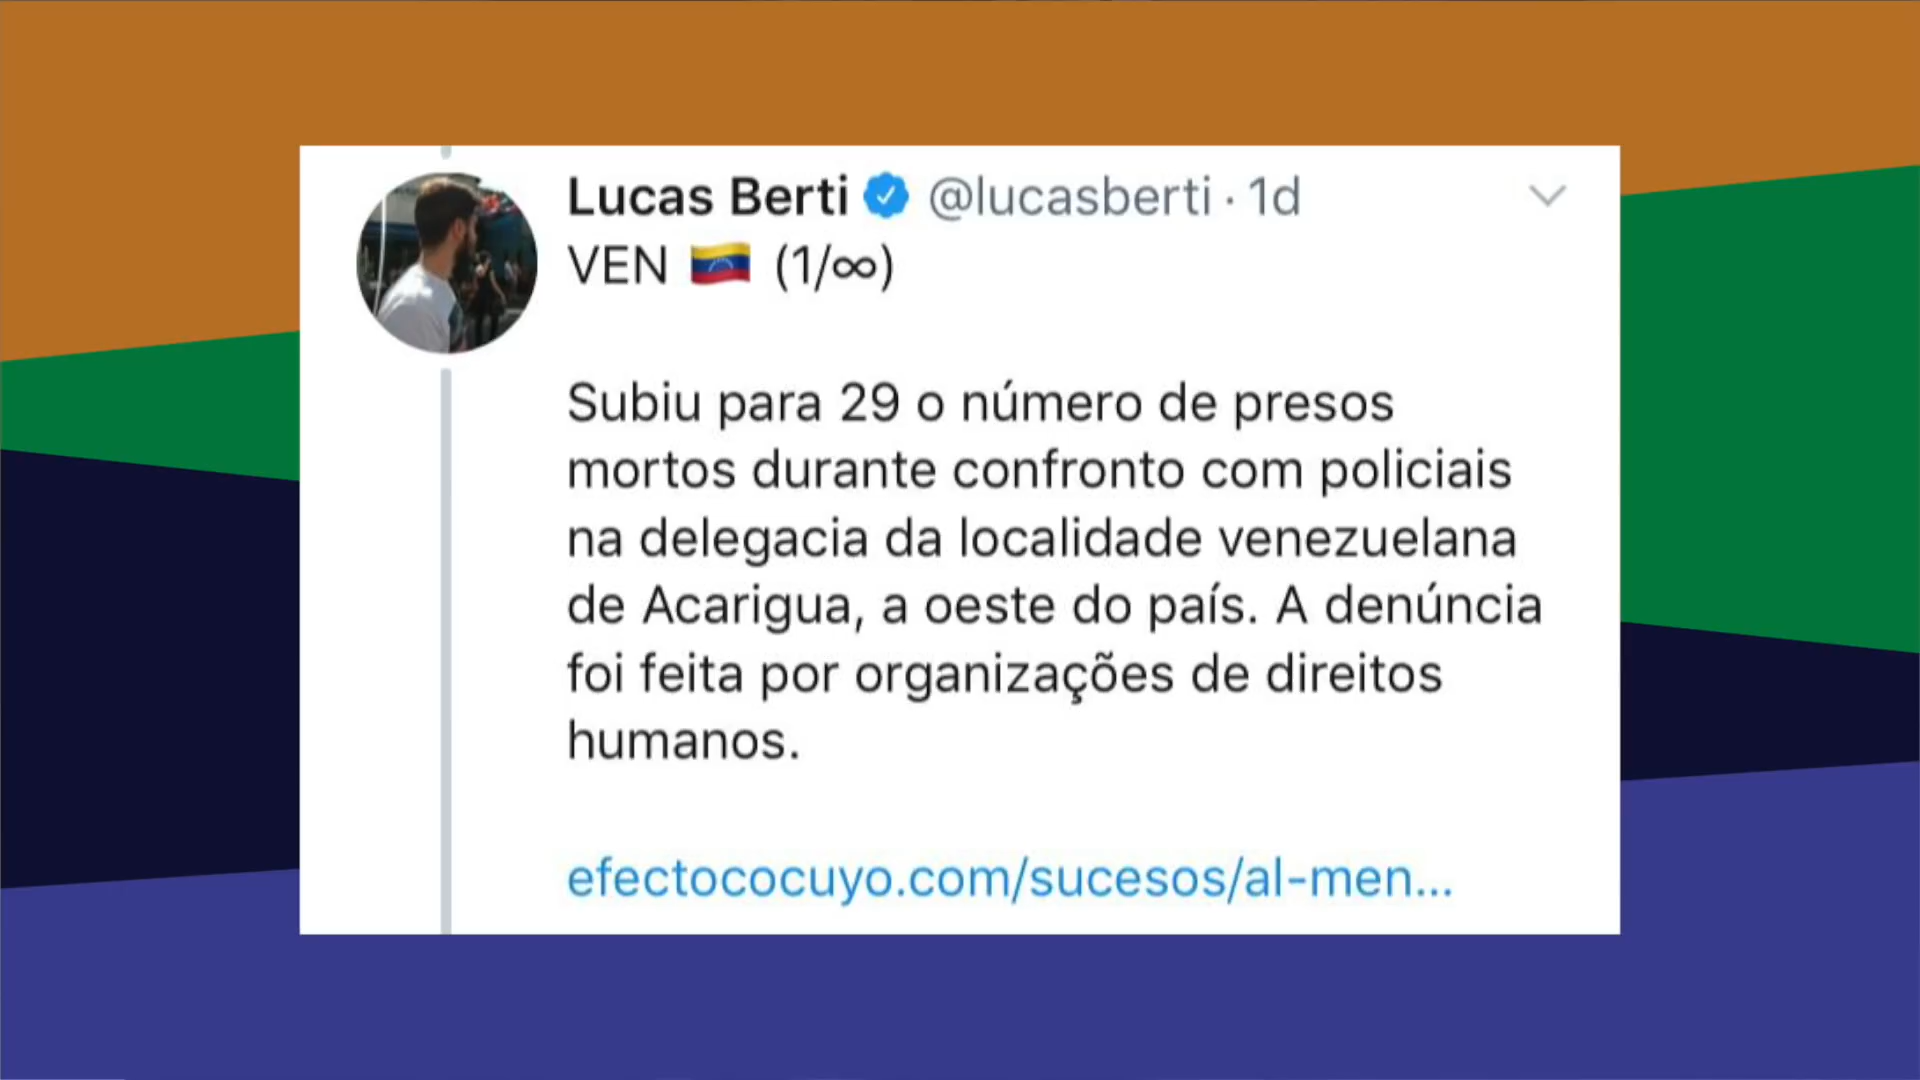 Lucas Berti @lucasberti · 1d
VEN 🇻🇪 (1/∞)
Subiu para 29 o número de presos
mortos durante confronto com policiais
na delegacia da localidade venezuelana
de Acarigua, a oeste do país. A denúncia
foi feita por organizações de direitos
humanos.
efectococuyo.com/sucesos/al-men...